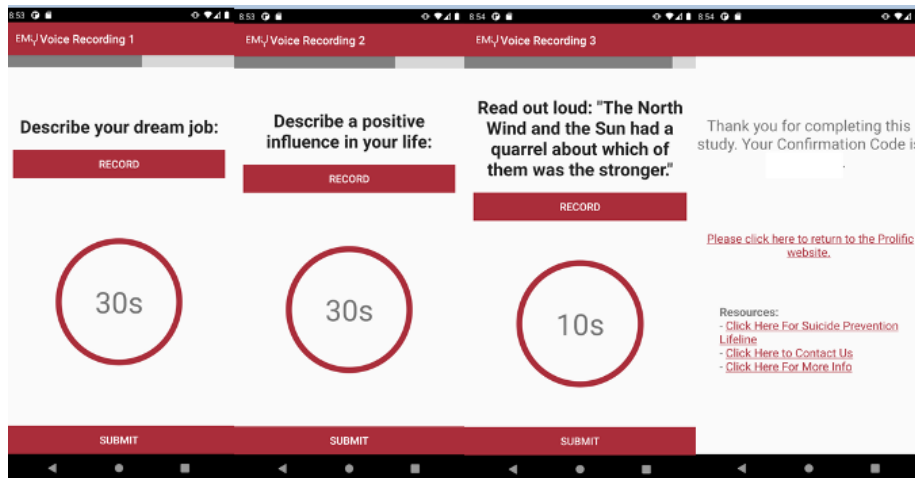 8:53
EMU Voice Recording 1
Describe your dream job:
RECORD
30s
SUBMIT
8:53
EMU Voice Recording 2
Describe a positive
influence in your life:
RECORD
30s
SUBMIT
8:54
EMU Voice Recording 3
Read out loud: "The North
Wind and the Sun had a
quarrel about which of
them was the stronger."
RECORD
10s
SUBMIT
8:54
Thank you for completing this
study. Your Confirmation Code is
.
Please click here to return to the Prolific
website.
Resources:
- Click Here For Suicide Prevention
Lifeline
- Click Here to Contact Us
- Click Here For More Info